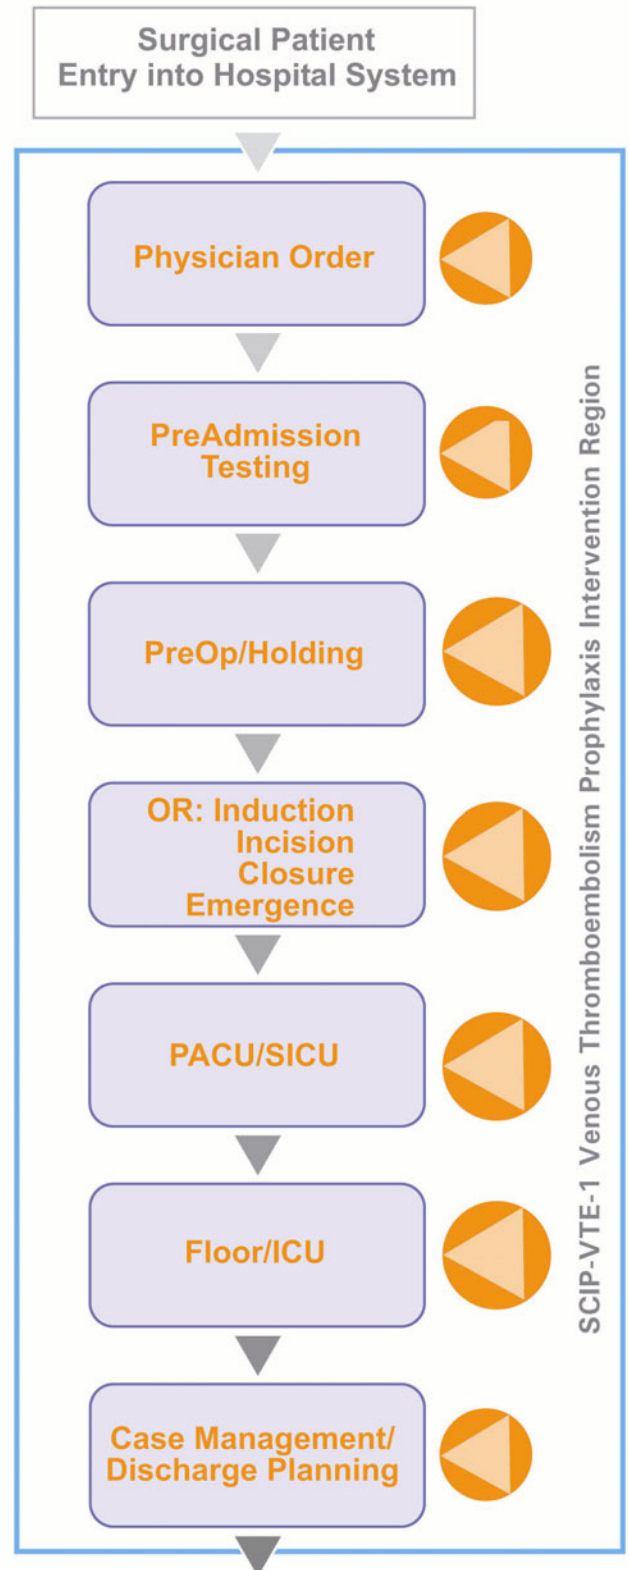 Surgical Patient
Entry into Hospital System
Physician Order
PreAdmission
Testing
PreOp/Holding
OR: Induction
Incision
Closure
Emergence
PACU/SICU
Floor/ICU
Case Management/
Discharge Planning
SCIP-VTE-1 Venous Thromboembolism Prophylaxis Intervention Region